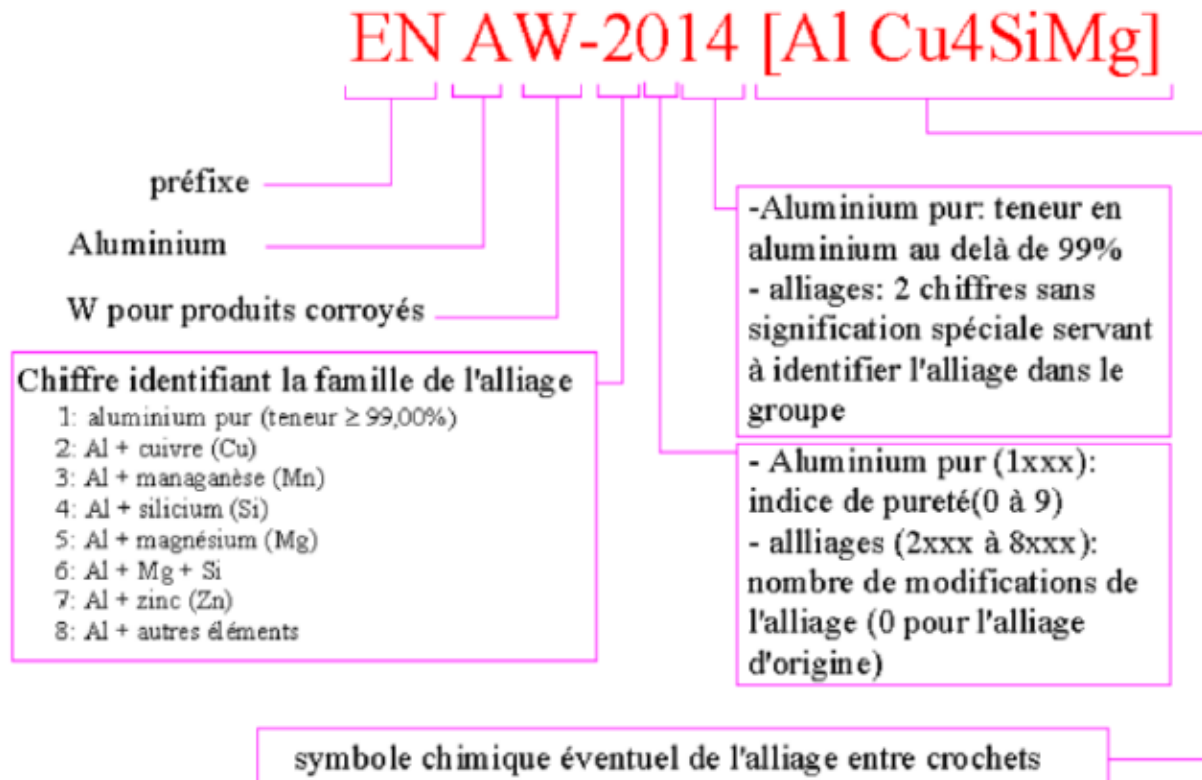 EN AW-2014 [Al Cu4SiMg]
préfixe
Aluminium
W pour produits corroyés
Chiffre identifiant la famille de l'alliage
1: aluminium pur (teneur ≥ 99,00%)
2: Al + cuivre (Cu)
3: Al + managanèse (Mn)
4: Al + silicium (Si)
5: Al + magnésium (Mg)
6: Al + Mg + Si
7: Al + zinc (Zn)
8: Al + autres éléments
-Aluminium pur: teneur en
aluminium au delà de 99%
- alliages: 2 chiffres sans
signification spéciale servant
à identifier l'alliage dans le
groupe
- Aluminium pur (1xxx):
indice de pureté(0 à 9)
- allliages (2xxx à 8xxx):
nombre de modifications de
l'alliage (0 pour l'alliage
d'origine)
symbole chimique éventuel de l'alliage entre crochets